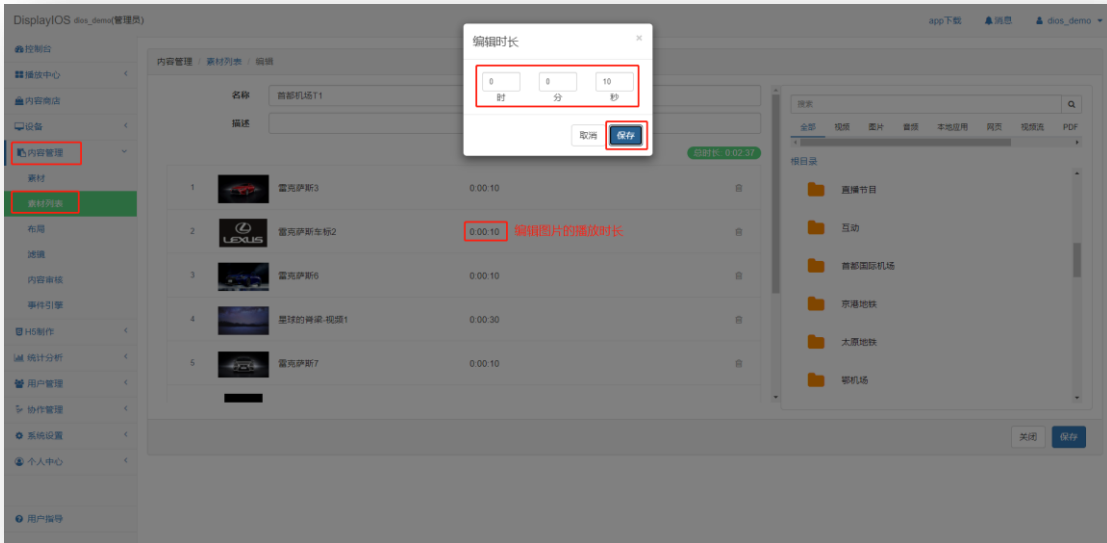 DisplayIOS dios_demo(管理员)
app下载 消息 dios_demo
控制台
播放中心
内容商店
设备
内容管理
素材
素材列表
布局
滤镜
内容审核
事件引擎
H5制作
统计分析
用户管理
协作管理
系统设置
个人中心
用户指导
内容管理 / 素材列表 / 编辑
名称 首都机场T1
描述
总时长: 0:02:37
1 雷克萨斯3 0:00:10
2 LEXUS 雷克萨斯车标2 0:00:10 编辑图片的播放时长
3 雷克萨斯6 0:00:10
4 星球的脊梁-视频1 0:00:30
5 雷克萨斯7 0:00:10
编辑时长 ×
0 0 10
时 分 秒
取消 保存
搜索
全部 视频 图片 音频 本地应用 网页 视频流 PDF
根目录
直播节目
互动
首都国际机场
京港地铁
太原地铁
鄂机场
关闭 保存